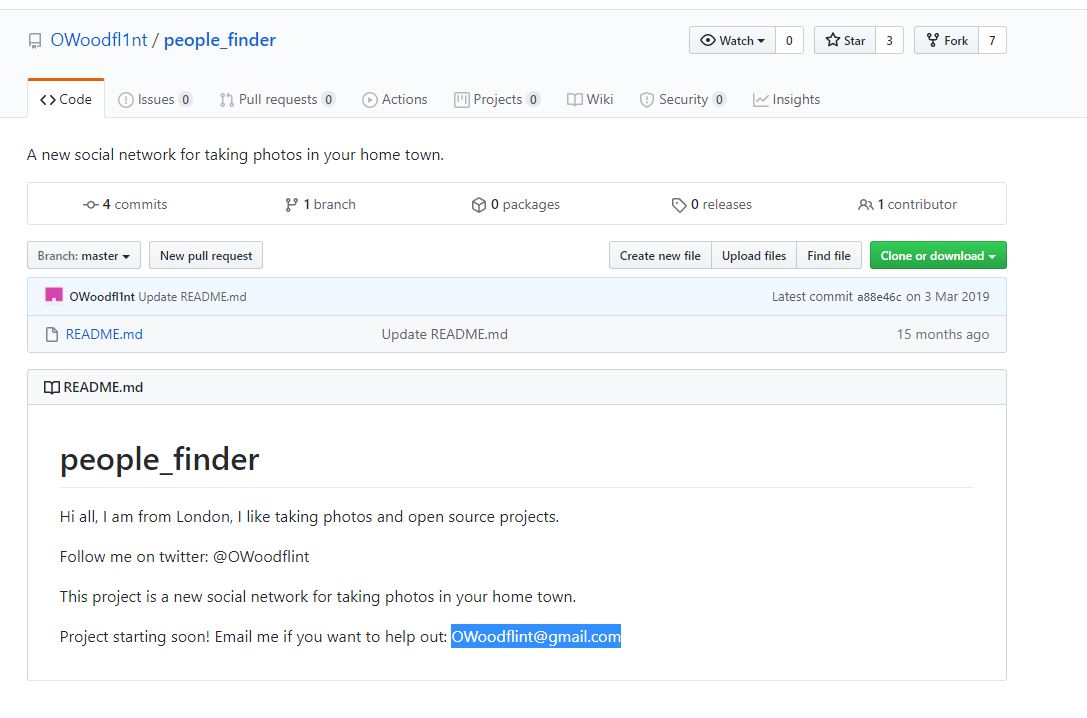 OWoodfl1nt / people_finder
Watch 0 Star 3 Fork 7
Code Issues 0 Pull requests 0 Actions Projects 0 Wiki Security 0 Insights
A new social network for taking photos in your home town.
4 commits 1 branch 0 packages 0 releases 1 contributor
Branch: master New pull request Create new file Upload files Find file Clone or download
OWoodfl1nt Update README.md Latest commit a88e46c on 3 Mar 2019
README.md Update README.md 15 months ago
README.md
people_finder
Hi all, I am from London, I like taking photos and open source projects.
Follow me on twitter: @OWoodflint
This project is a new social network for taking photos in your home town.
Project starting soon! Email me if you want to help out: OWoodflint@gmail.com